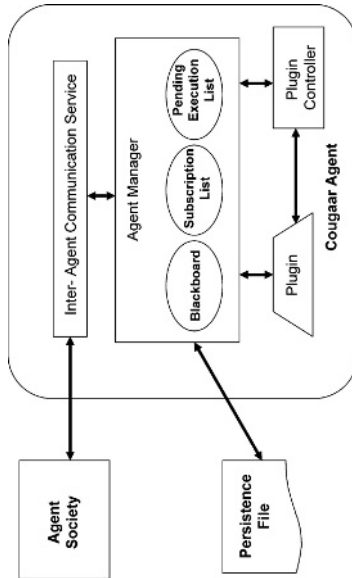 Agent
Society
Inter- Agent Communication Service
Agent Manager
Blackboard
Subscription
List
Pending
Execution
List
Persistence
File
Plugin
Plugin
Controller
Cougaar Agent